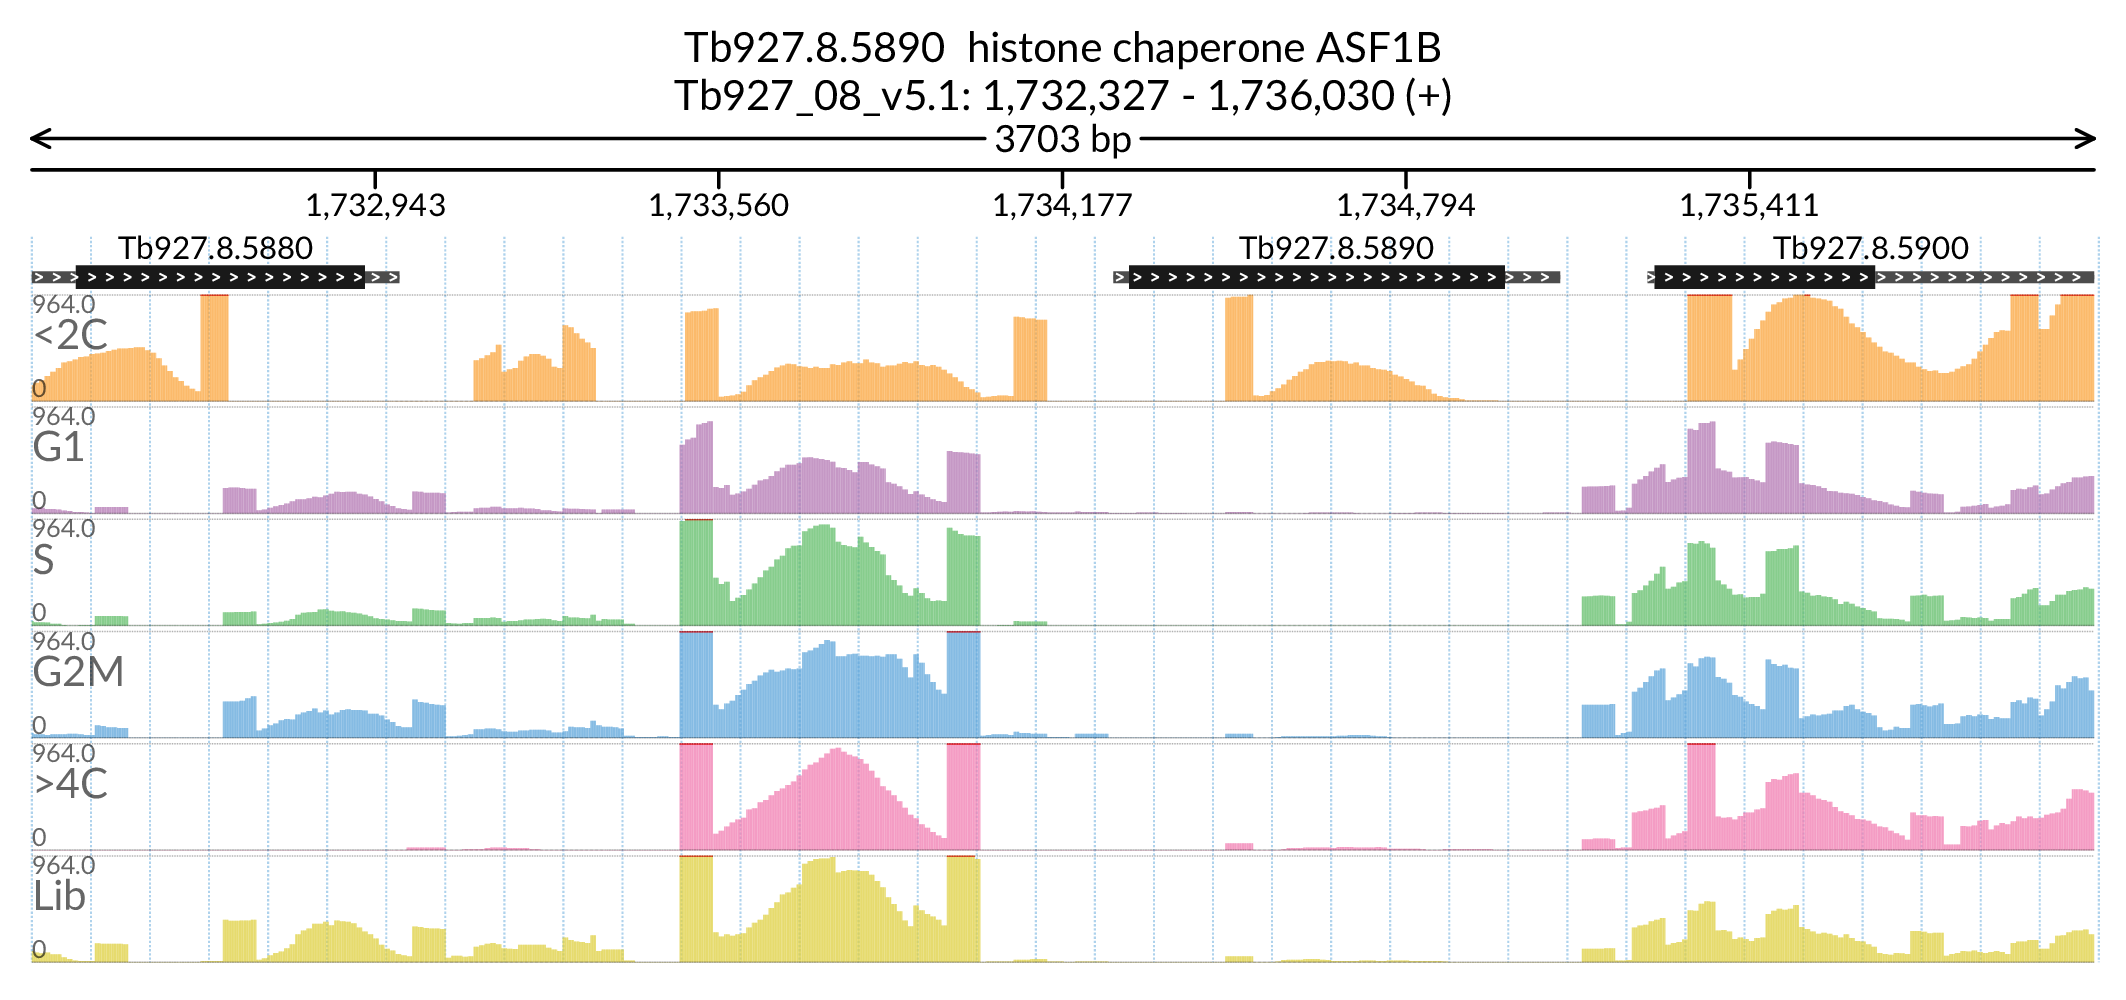 Tb927.8.5890  histone chaperone ASF1B
Tb927_08_v5.1: 1,732,327 - 1,736,030 (+)
3703 bp
1,732,943 1,733,560 1,734,177 1,734,794 1,735,411
Tb927.8.5880 Tb927.8.5890 Tb927.8.5900
964.0
<2C
0
964.0
G1
0
964.0
S
0
964.0
G2M
0
964.0
>4C
0
964.0
Lib
0